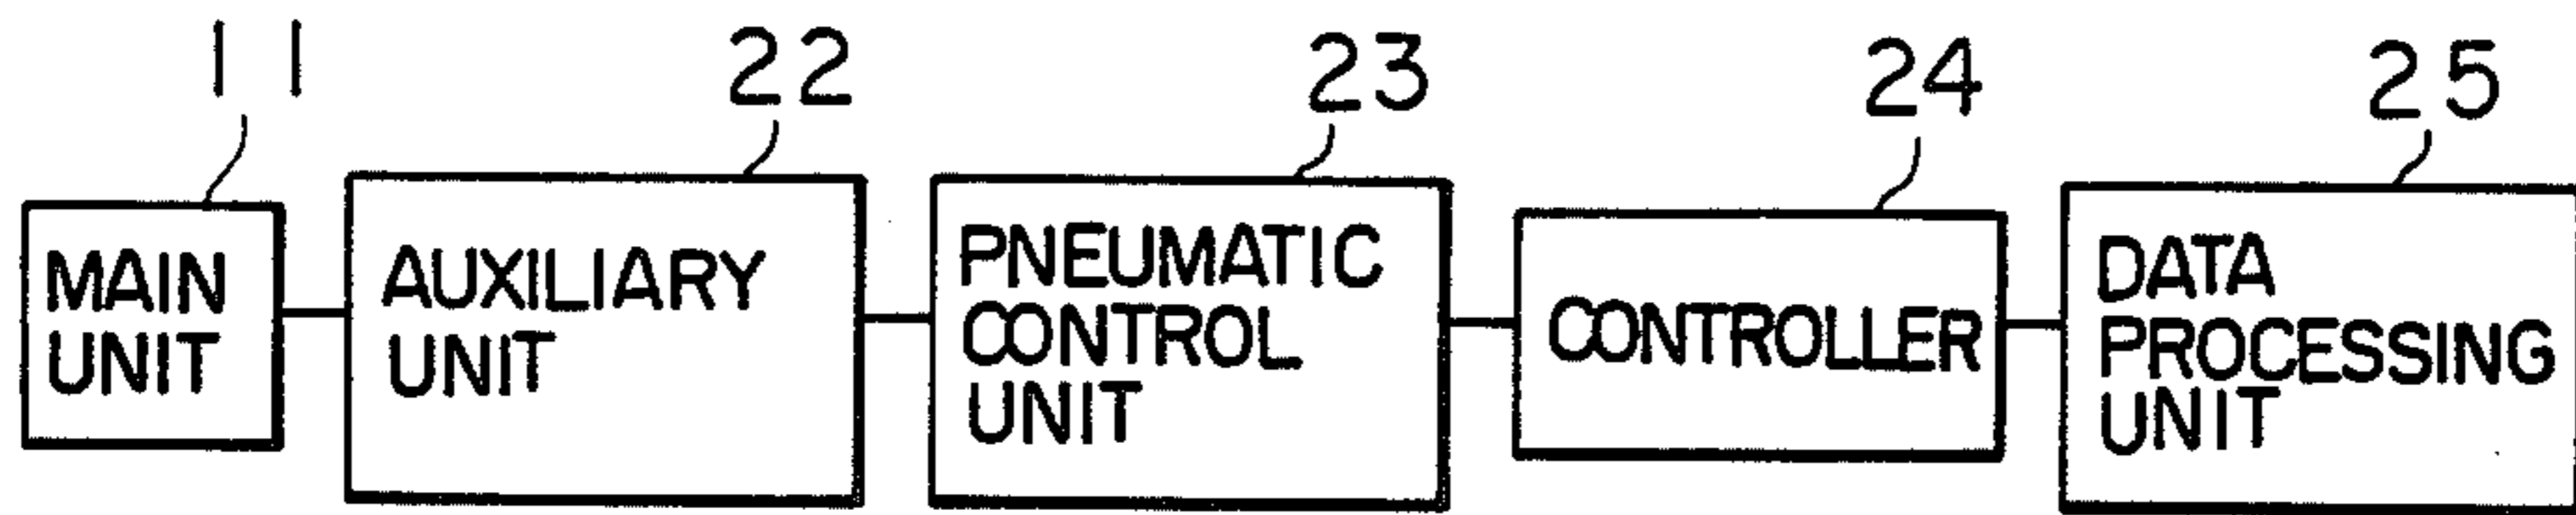 11 22 23 24 25
MAIN
UNIT
AUXILIARY
UNIT
PNEUMATIC
CONTROL
UNIT
CONTROLLER
DATA
PROCESSING
UNIT